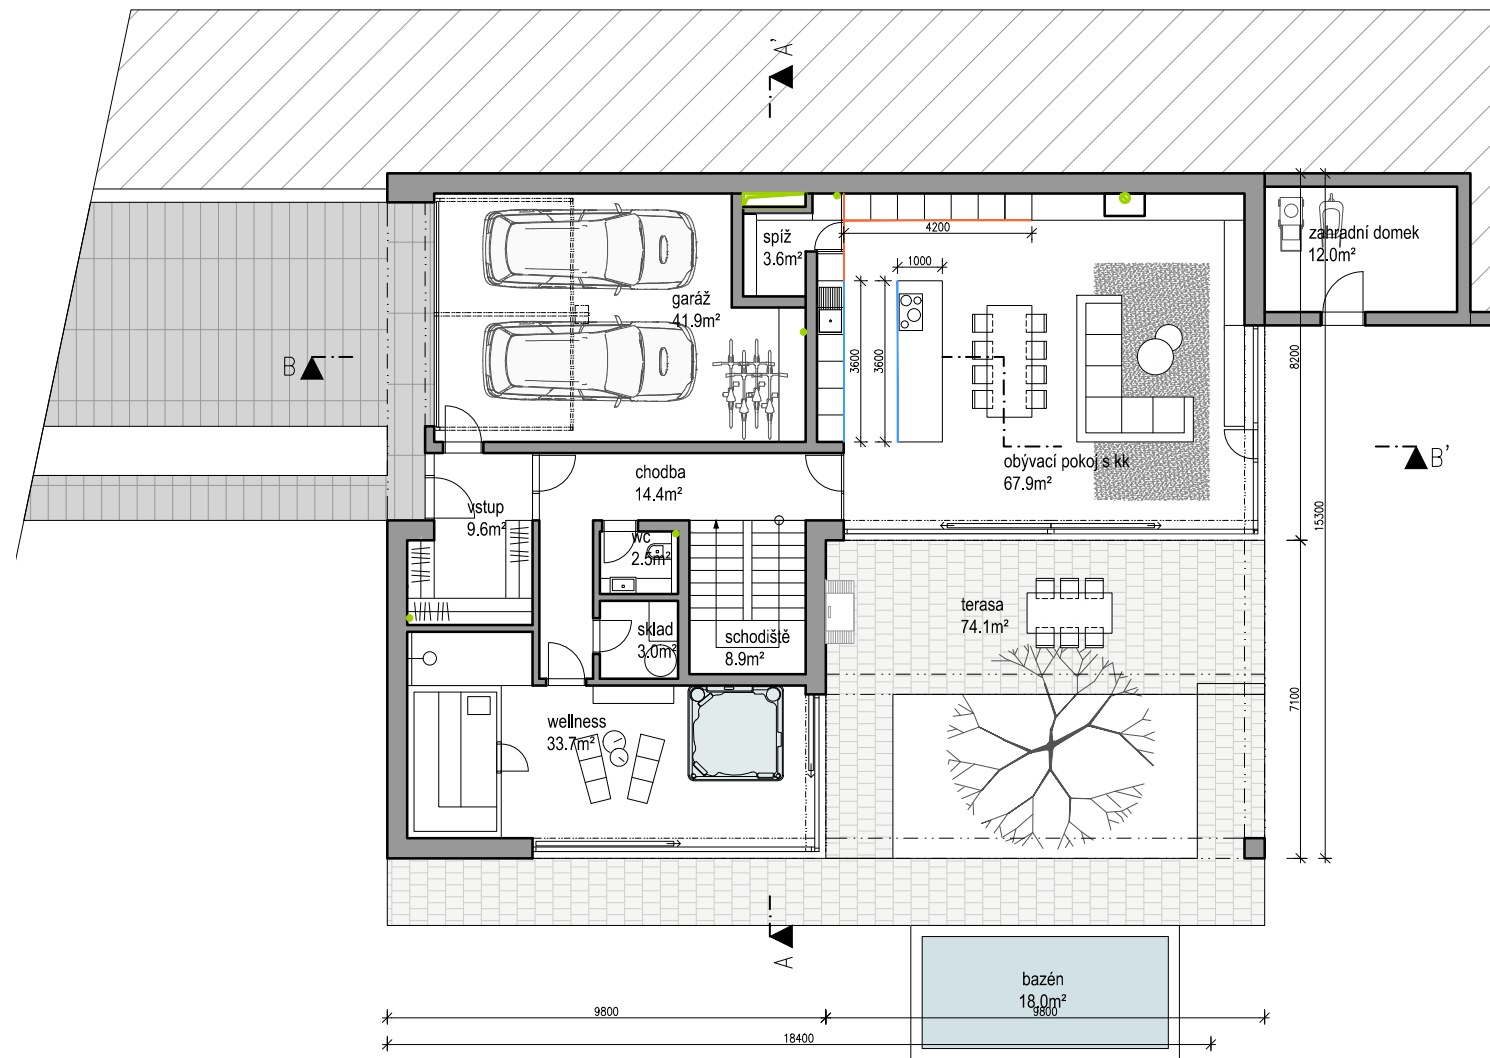 A'
spíž
3.6m²
4200
zahradní domek
12.0m²
1000
garáž
41.9m²
B
3600
3600
8200
obývací pokoj s kk
67.9m²
B'
chodba
14.4m²
vstup
9.6m²
15300
wc
2.5m²
terasa
74.1m²
sklad
3.0m²
schodiště
8.9m²
7100
wellness
33.7m²
A
bazén
18.0m²
9800
9800
18400